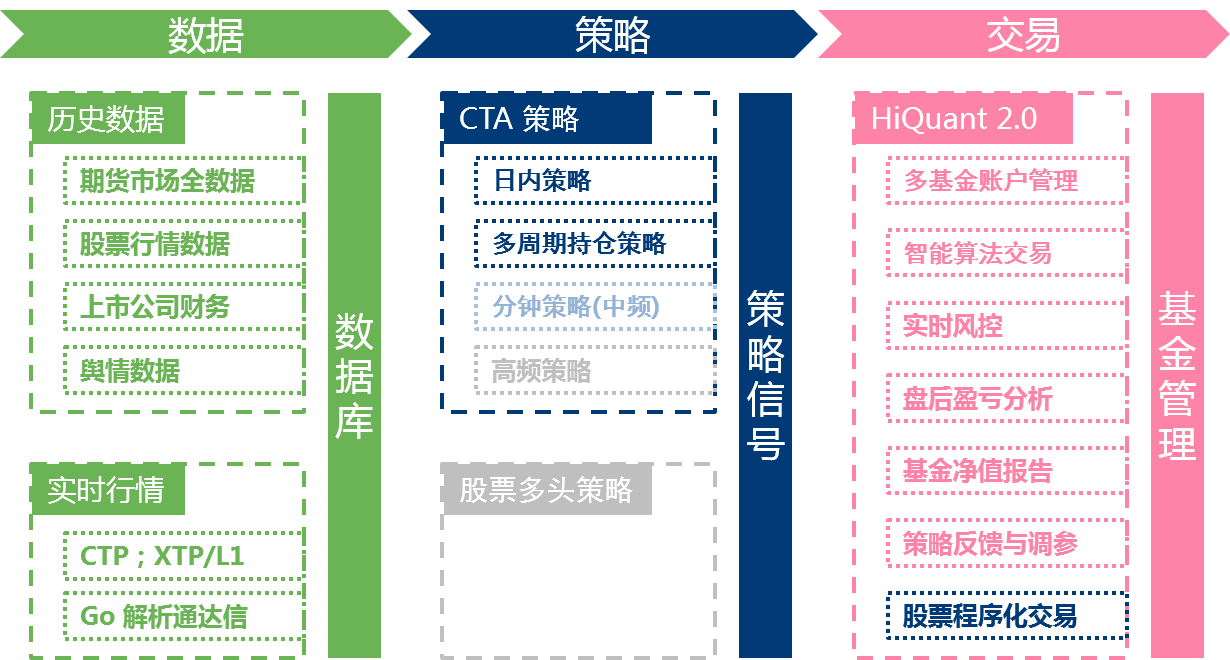 数据
策略
交易
历史数据
期货市场全数据
股票行情数据
上市公司财务
舆情数据
实时行情
CTP；XTP/L1
Go 解析通达信
数据库
CTA 策略
日内策略
多周期持仓策略
分钟策略(中频)
高频策略
股票多头策略
策略信号
HiQuant 2.0
多基金账户管理
智能算法交易
实时风控
盘后盈亏分析
基金净值报告
策略反馈与调参
股票程序化交易
基金管理